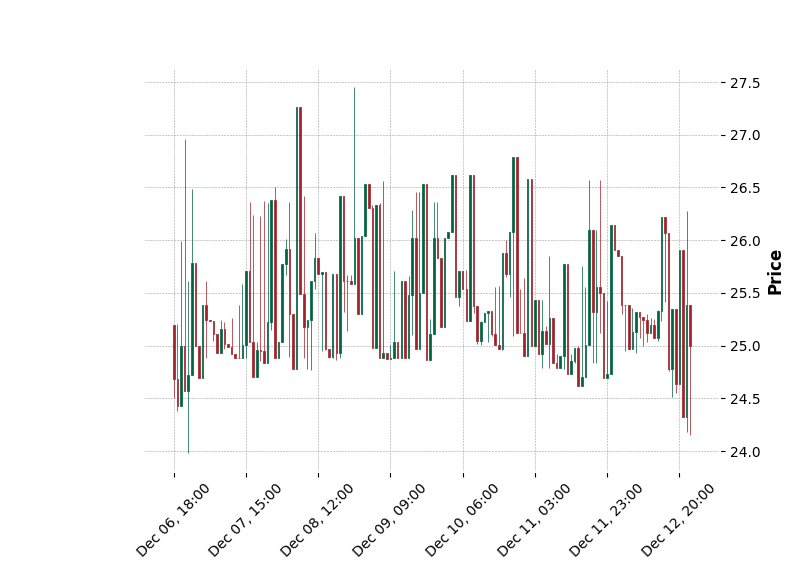 27.5
27.0
26.5
26.0
25.5
25.0
24.5
24.0
Price
Dec 06, 18:00
Dec 07, 15:00
Dec 08, 12:00
Dec 09, 09:00
Dec 10, 06:00
Dec 11, 03:00
Dec 11, 23:00
Dec 12, 20:00